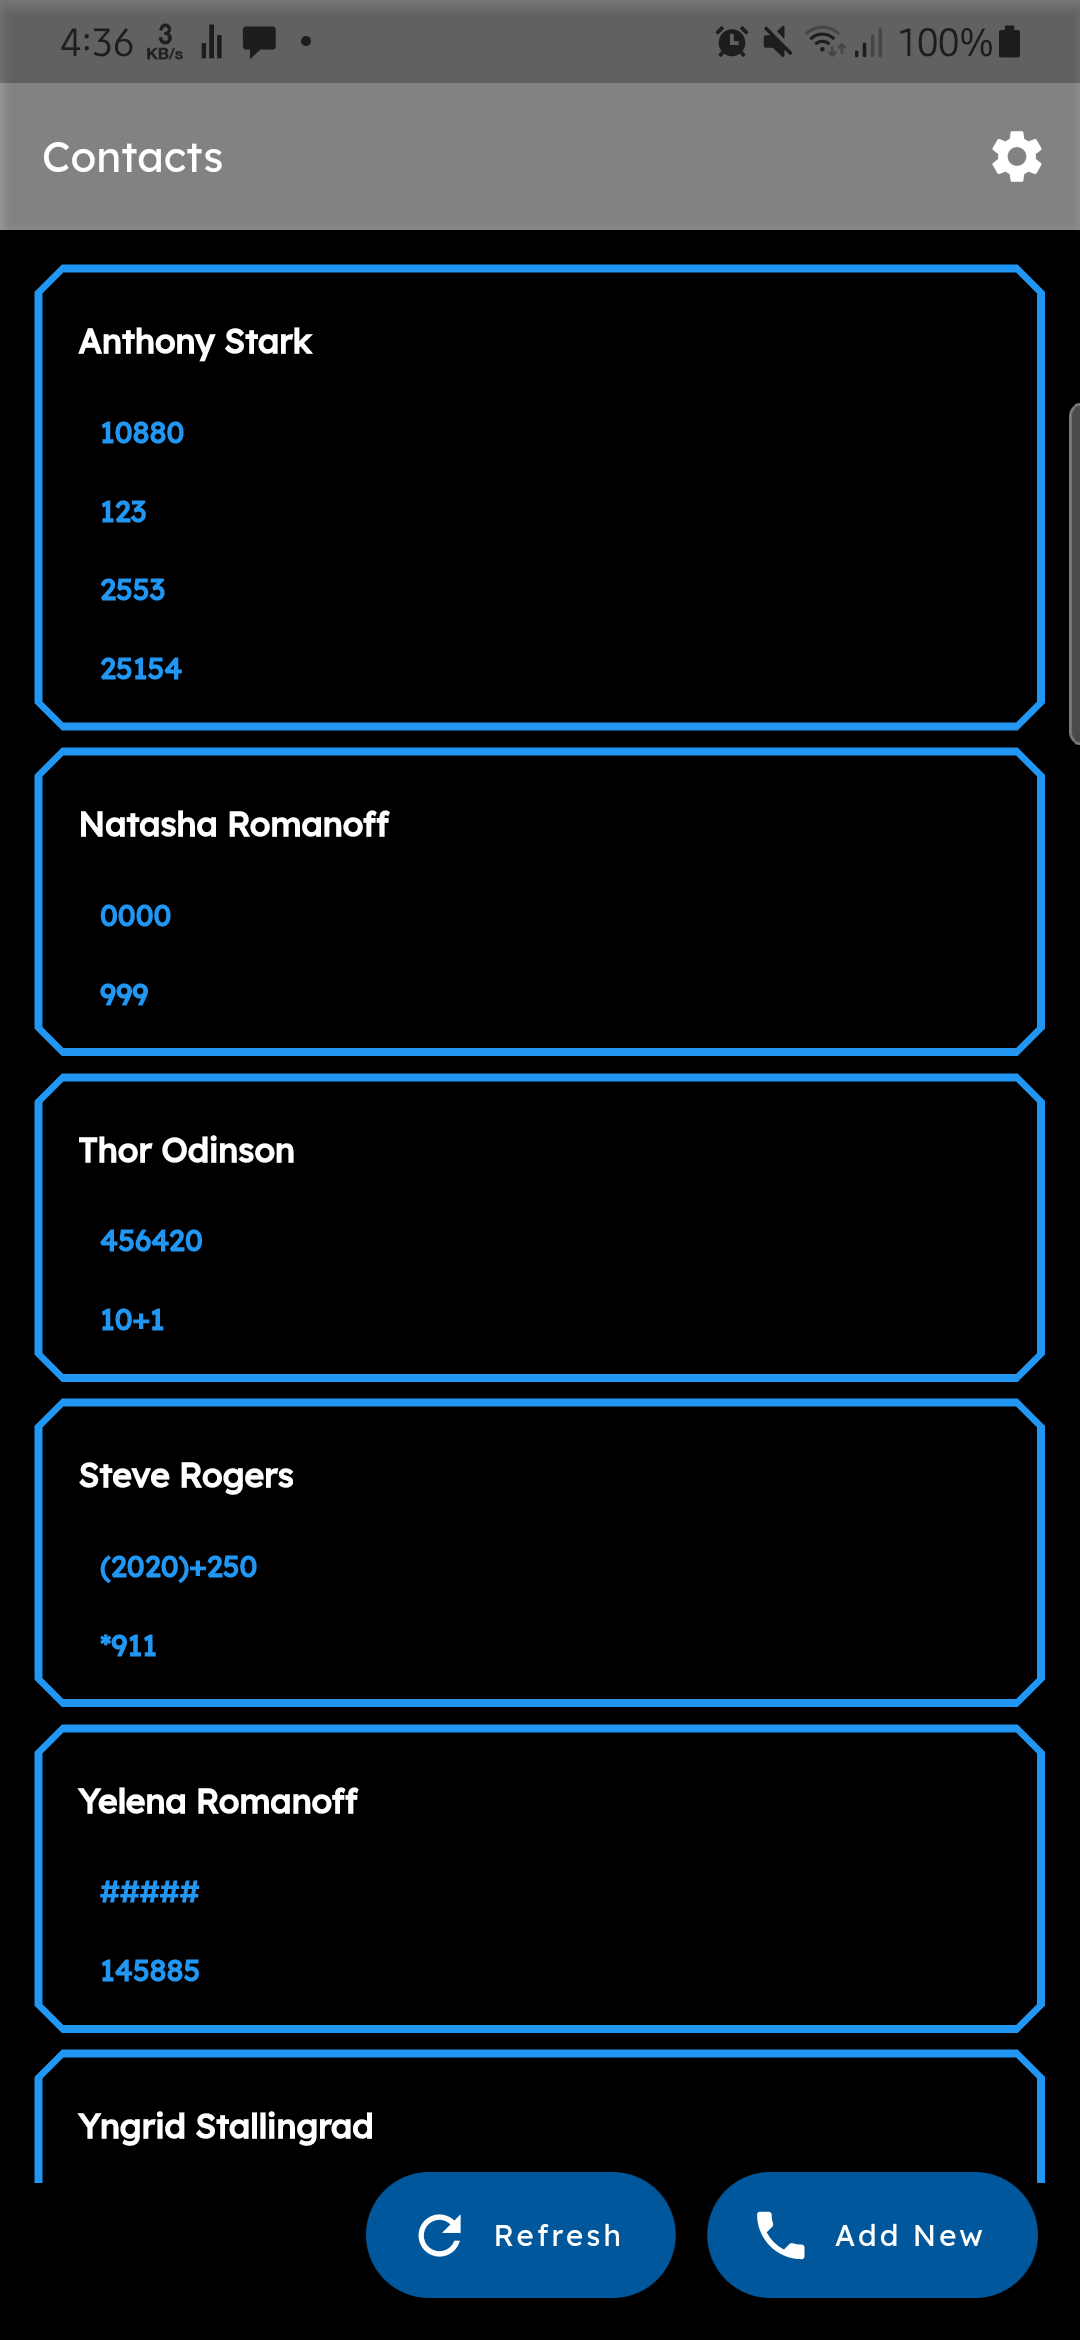 4:36 3 KB/s 100%
Contacts
Anthony Stark
10880
123
2553
25154
Natasha Romanoff
0000
999
Thor Odinson
456420
10+1
Steve Rogers
(2020)+250
*911
Yelena Romanoff
#####
145885
Yngrid Stallingrad
Refresh Add New